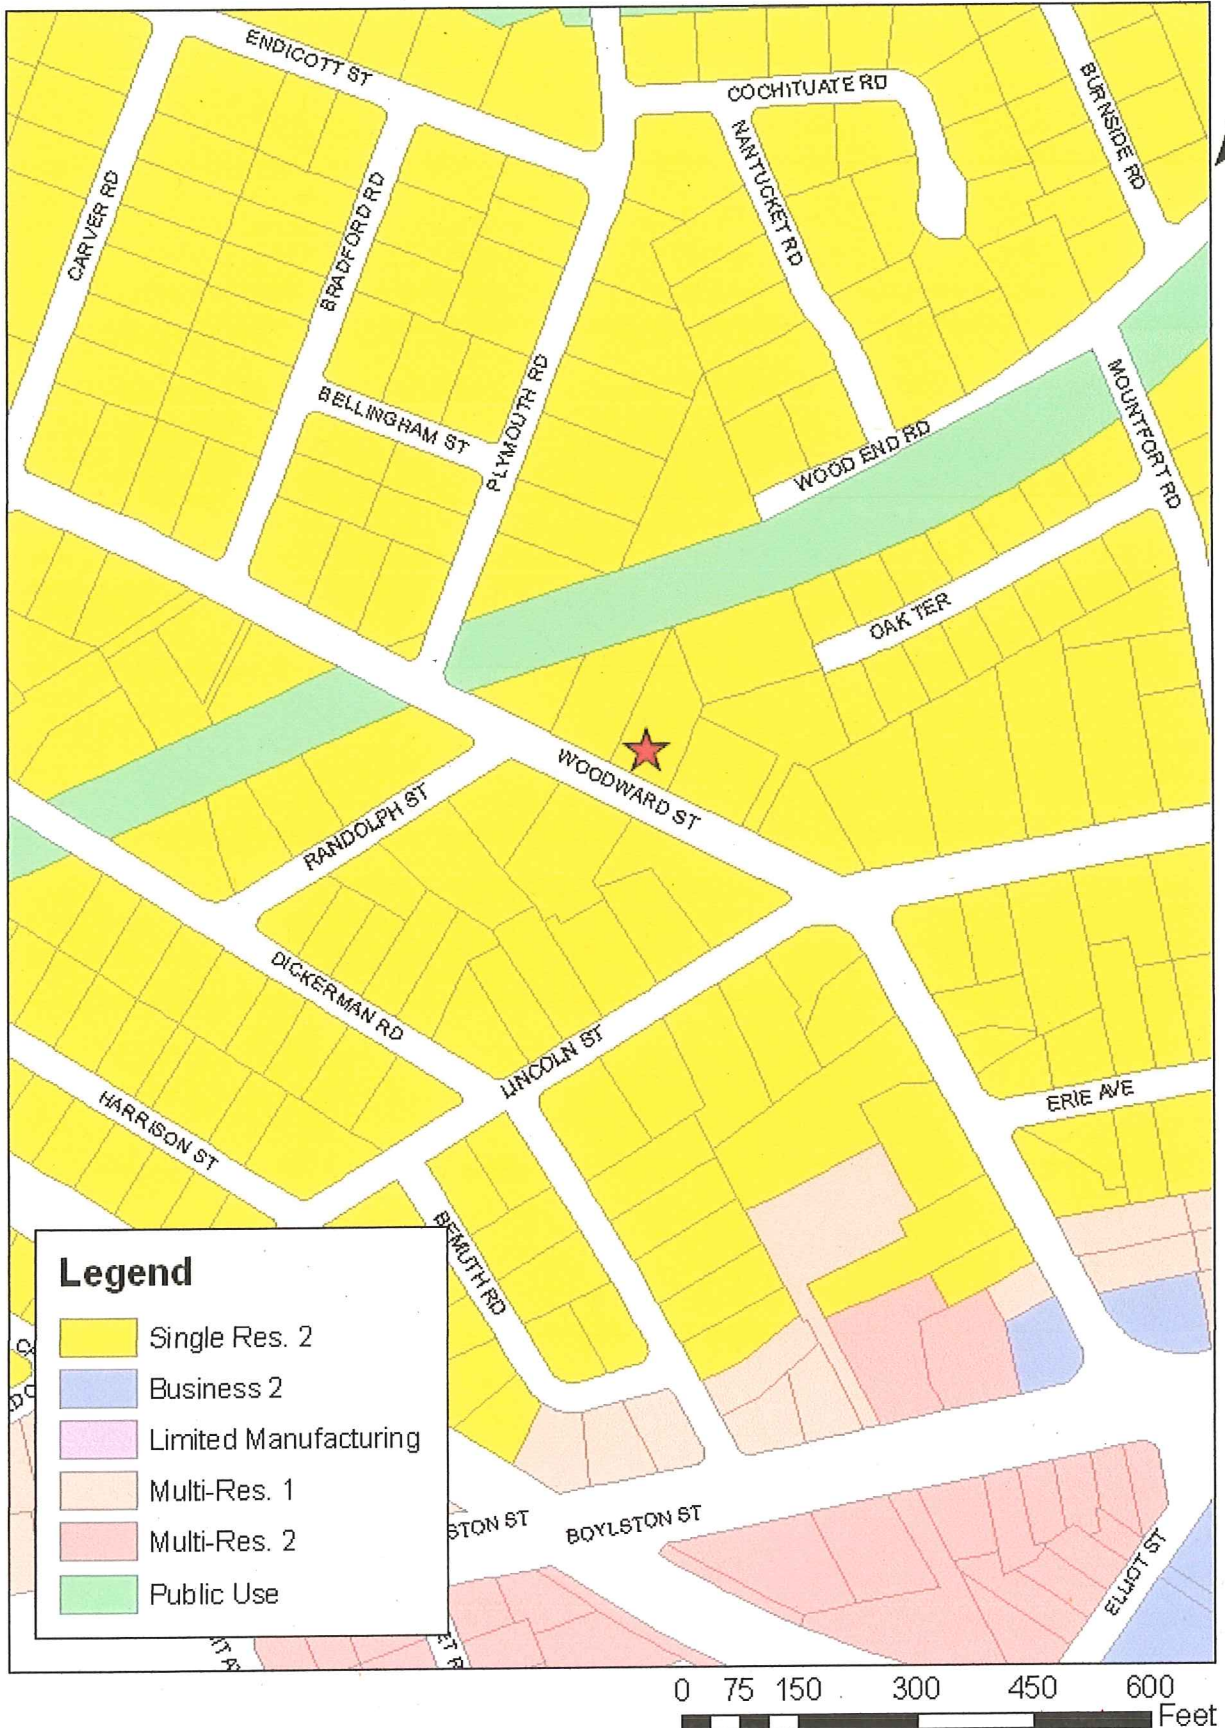 ENDICOTT ST
COCHITUATE RD
BURNSIDE RD
NANTUCKET RD
CARVER RD
BRADFORD RD
PLYMOUTH RD
BELLINGHAM ST
MOUNTFORT RD
WOOD END RD
OAK TER
WOODWARD ST
RANDOLPH ST
DICKERMAN RD
LINCOLN ST
ERIE AVE
HARRISON ST
BEMUTH RD
Legend
Single Res. 2
Business 2
Limited Manufacturing
Multi-Res. 1
Multi-Res. 2
Public Use
STON ST
BOYLSTON ST
ELLIOT ST
0 75 150 300 450 600
Feet